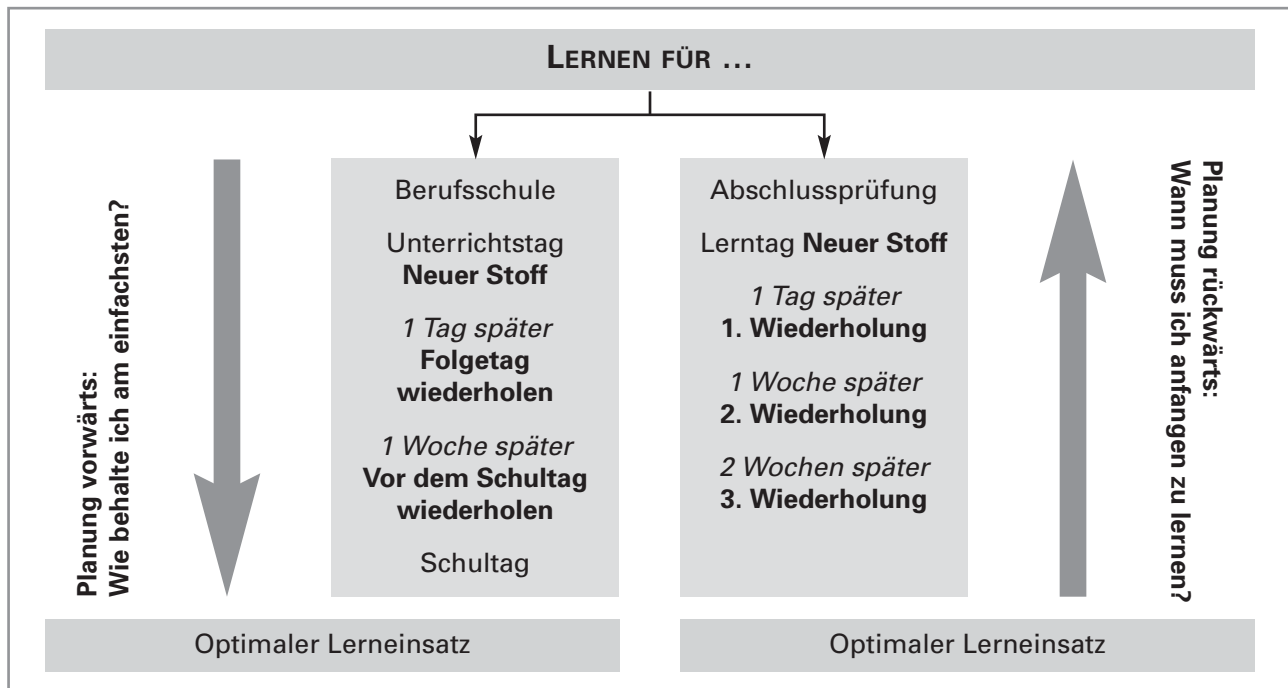 LERNEN FÜR …
Planung vorwärts:
Wie behalte ich am einfachsten?
Berufsschule
Unterrichtstag
Neuer Stoff
1 Tag später
Folgetag
wiederholen
1 Woche später
Vor dem Schultag
wiederholen
Schultag
Abschlussprüfung
Lerntag Neuer Stoff
1 Tag später
1. Wiederholung
1 Woche später
2. Wiederholung
2 Wochen später
3. Wiederholung
Planung rückwärts:
Wann muss ich anfangen zu lernen?
Optimaler Lerneinsatz
Optimaler Lerneinsatz